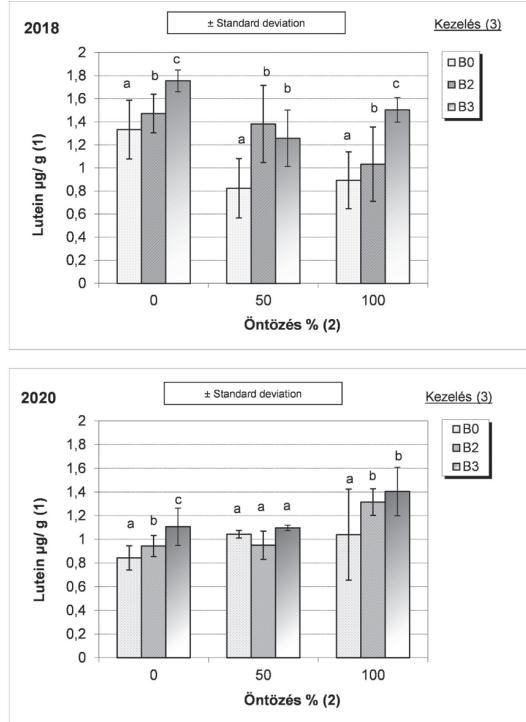 2018
± Standard deviation
Kezelés (3)
B0
B2
B3
Lutein µg/ g (1)
2
1,8
1,6
1,4
1,2
1
0,8
0,6
0,4
0,2
0
a b c
a b b
a b c
0 50 100
Öntözés % (2)
2020
± Standard deviation
Kezelés (3)
B0
B2
B3
Lutein µg/ g (1)
2
1,8
1,6
1,4
1,2
1
0,8
0,6
0,4
0,2
0
a b c
a a a
a b b
0 50 100
Öntözés % (2)